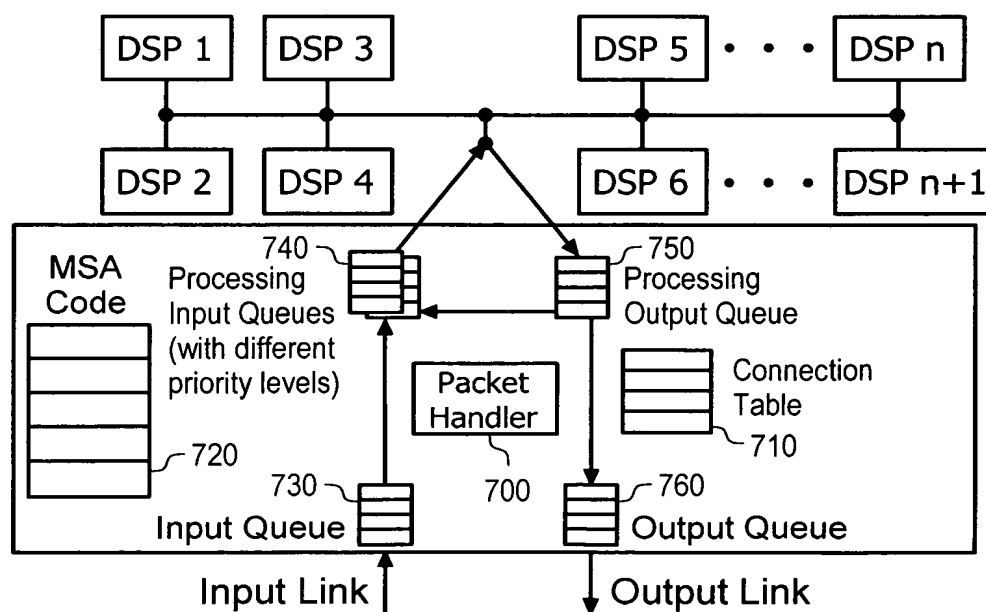 DSP 1
DSP 3
DSP 5
DSP n
DSP 2
DSP 4
DSP 6
DSP n+1
MSA
Code
720
740
Processing
Input Queues
(with different
priority levels)
750
Processing
Output Queue
Packet
Handler
700
Connection
Table
710
730
Input Queue
760
Output Queue
Input Link
Output Link